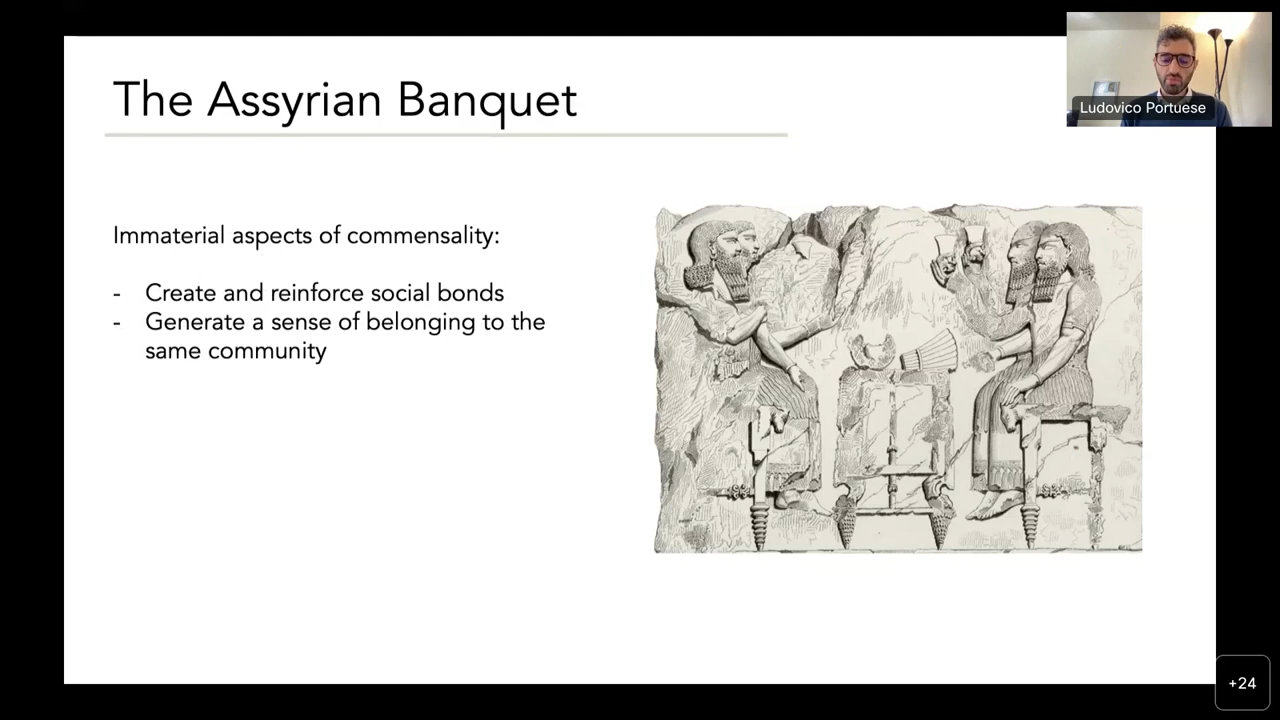 The Assyrian Banquet
Ludovico Portuese
Immaterial aspects of commensality:
- Create and reinforce social bonds
- Generate a sense of belonging to the
same community
+24